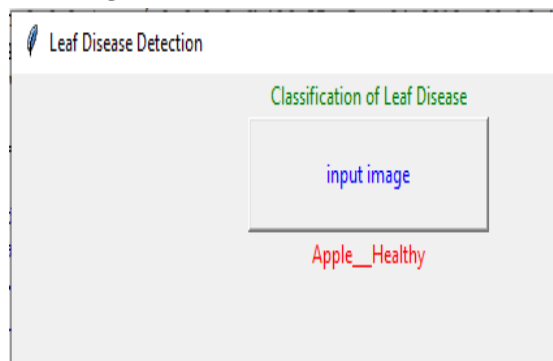 Leaf Disease Detection
Classification of Leaf Disease
input image
Apple__Healthy